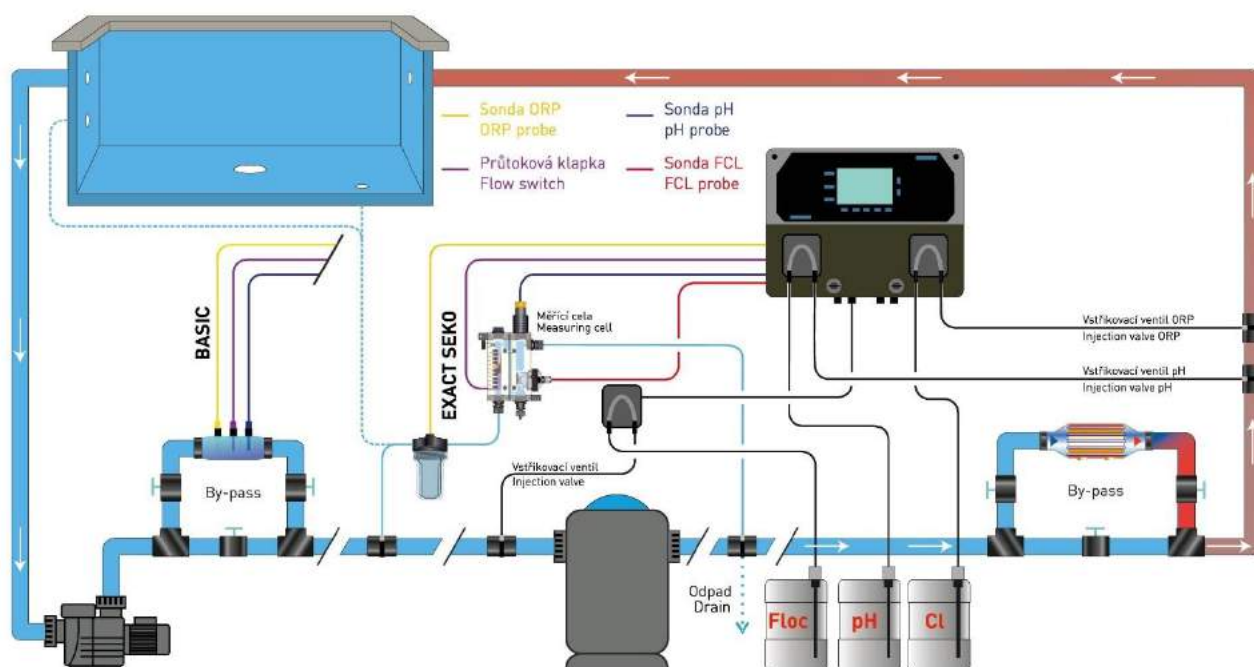 Sonda ORP
ORP probe
Sonda pH
pH probe
Průtoková klapka
Flow switch
Sonda FCL
FCL probe
BASIC
EXACT SEKO
Měřící cela
Measuring cell
Vstřikovací ventil ORP
Injection valve ORP
Vstřikovací ventil pH
Injection valve pH
By-pass
Vstřikovací ventil
Injection valve
By-pass
Odpad
Drain
Floc
pH
Cl